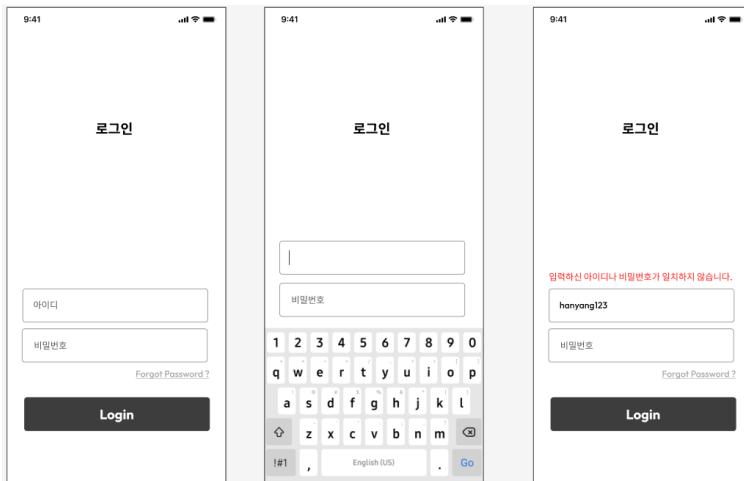 9:41
로그인
아이디
비밀번호
Forgot Password ?
Login
9:41
로그인
비밀번호
1 2 3 4 5 6 7 8 9 0
q w e r t y u i o p
a s d f g h j k l
z x c v b n m
!#1 , English (US) . Go
9:41
로그인
입력하신 아이디나 비밀번호가 일치하지 않습니다.
hanyang123
비밀번호
Forgot Password ?
Login